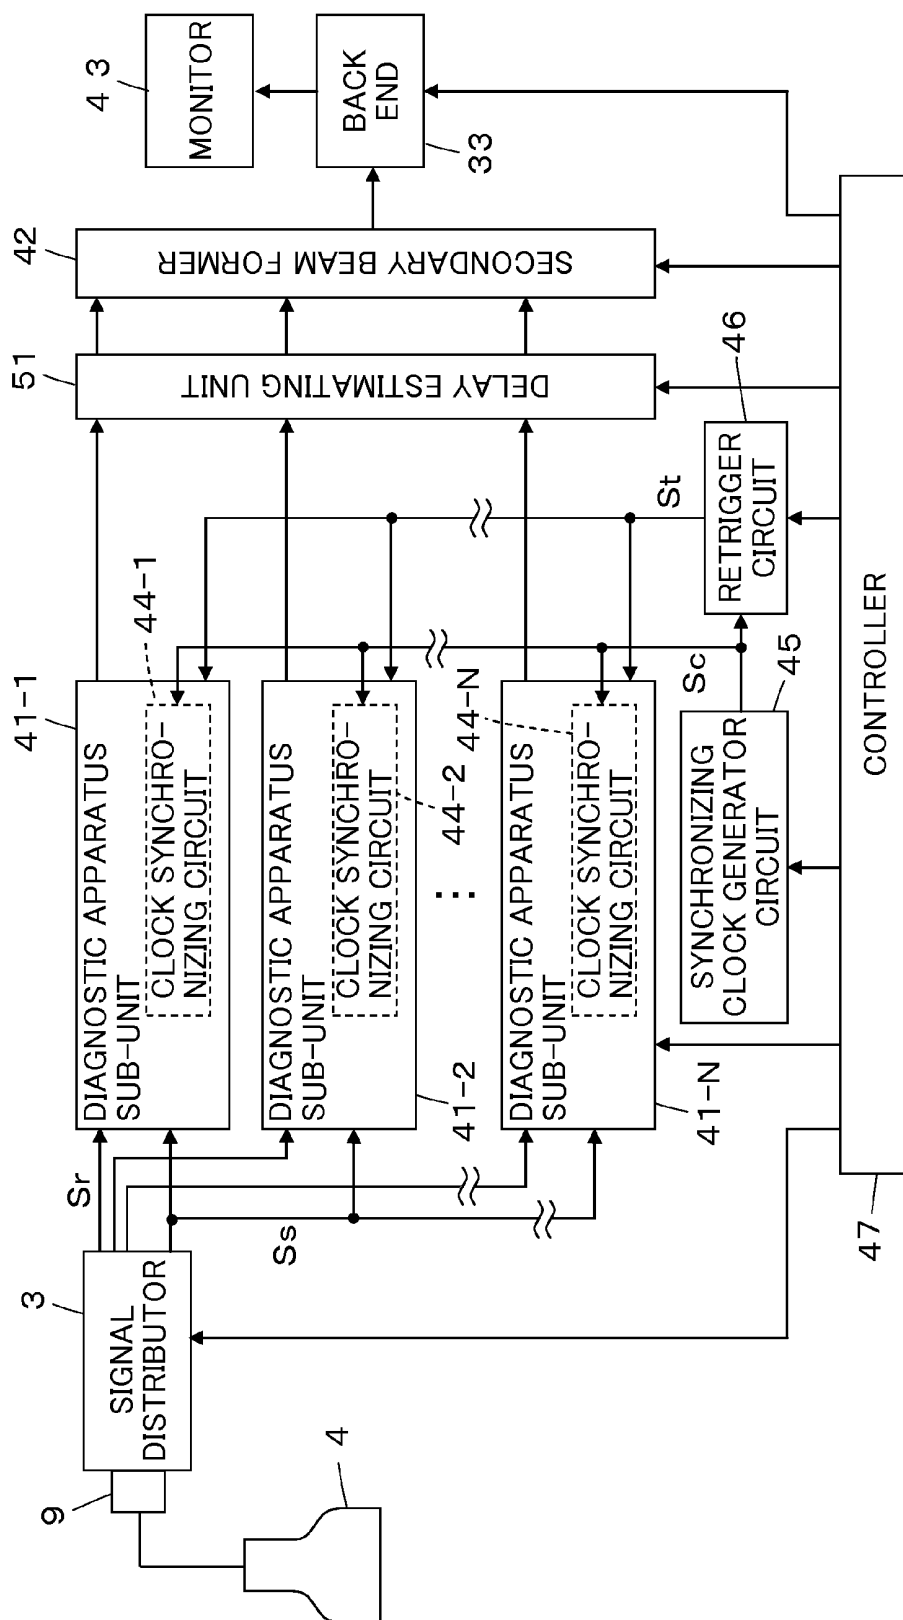 4
9
3
SIGNAL
DISTRIBUTOR
Sr
Ss
41-1
DIAGNOSTIC APPARATUS
SUB-UNIT
44-1
CLOCK SYNCHRO-
NIZING CIRCUIT
DIAGNOSTIC APPARATUS
SUB-UNIT
CLOCK SYNCHRO-
NIZING CIRCUIT
41-2
44-2
...
44-N
DIAGNOSTIC APPARATUS
SUB-UNIT
CLOCK SYNCHRO-
NIZING CIRCUIT
41-N
51
DELAY ESTIMATING UNIT
42
SECONDARY BEAM FORMER
43
MONITOR
BACK
END
33
St
Sc
SYNCHRONIZING
CLOCK GENERATOR
CIRCUIT
45
RETRIGGER
CIRCUIT
46
CONTROLLER
47